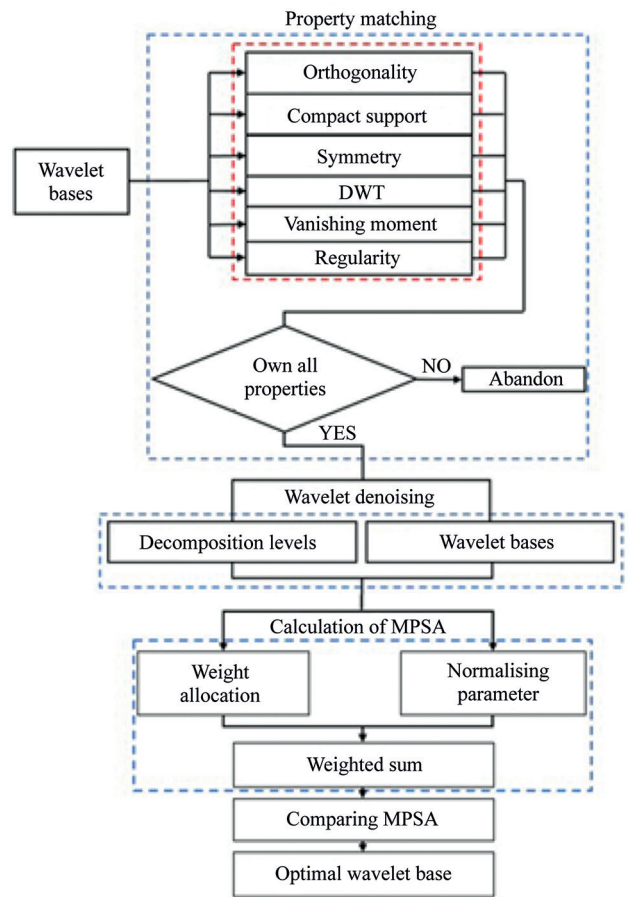 Property matching
Orthogonality
Compact support
Symmetry
DWT
Vanishing moment
Regularity
Wavelet
bases
Own all
properties
NO
Abandon
YES
Wavelet denoising
Decomposition levels
Wavelet bases
Calculation of MPSA
Weight
allocation
Normalising
parameter
Weighted sum
Comparing MPSA
Optimal wavelet base